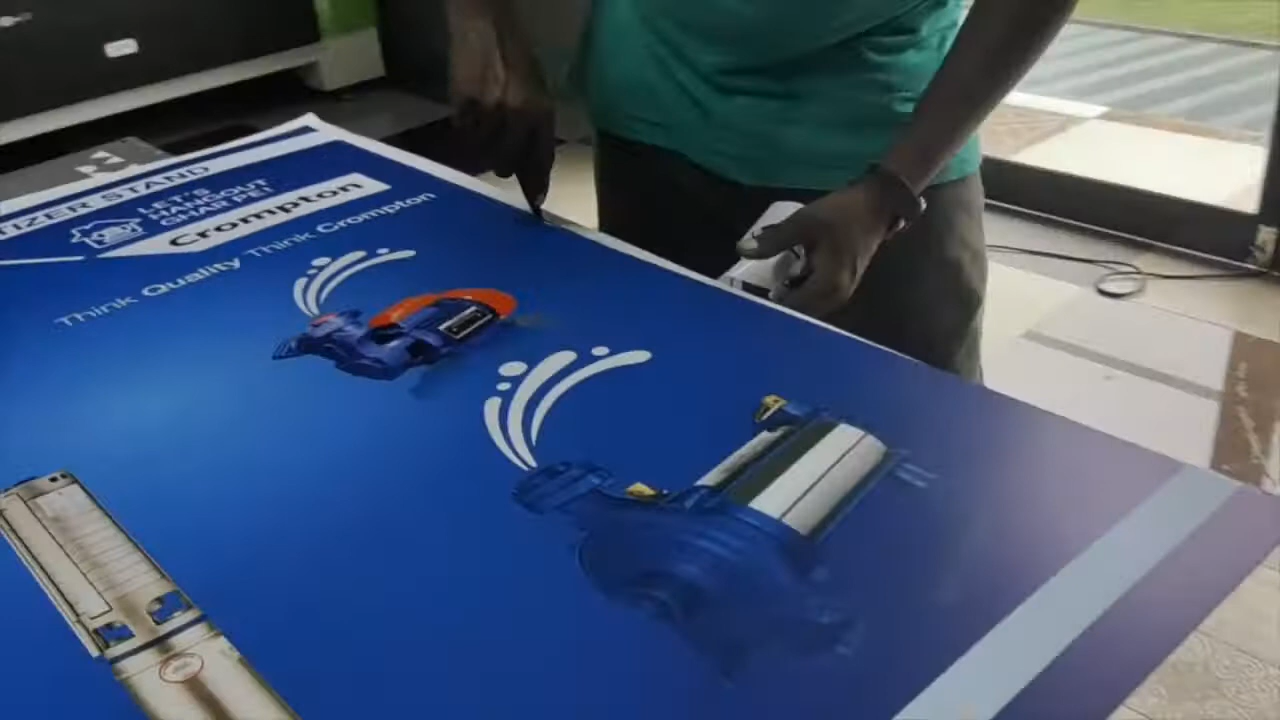 TIZER STAND
LET'S
HANGOUT
GHAR PE!
Crompton
Think Quality Think Crompton